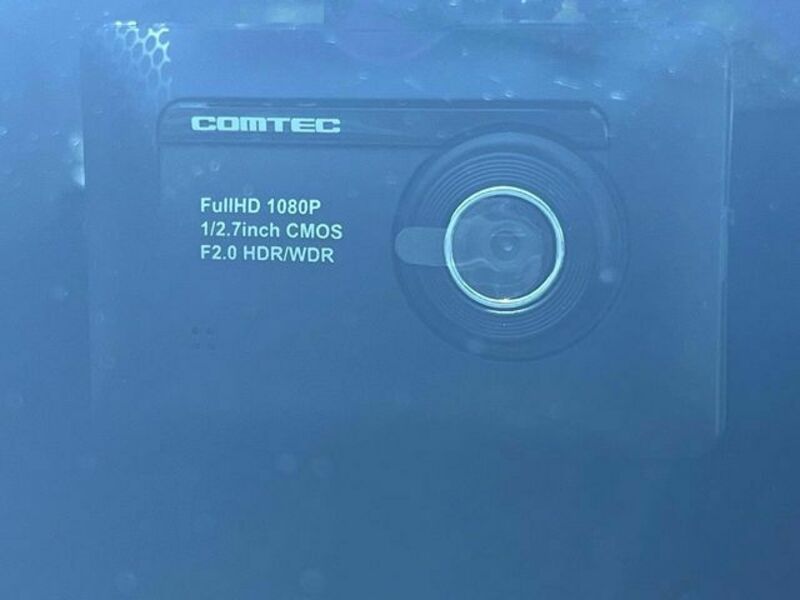 COMTEC
FullHD 1080P
1/2.7inch CMOS
F2.0 HDR/WDR